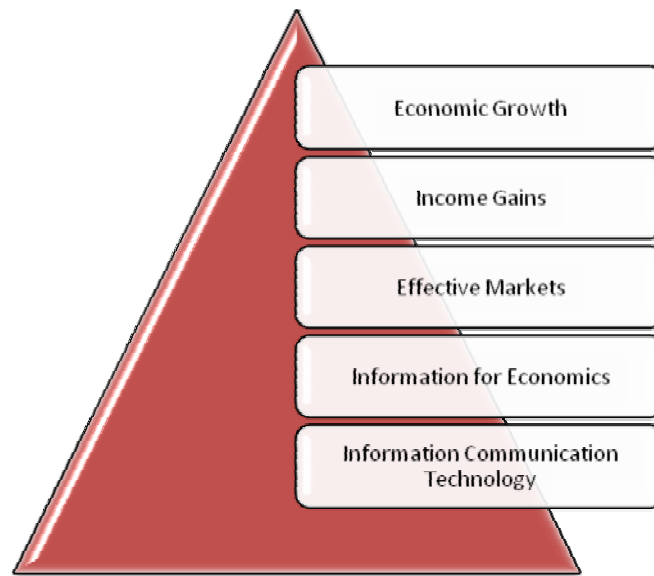 Economic Growth
Income Gains
Effective Markets
Information for Economics
Information Communication
Technology